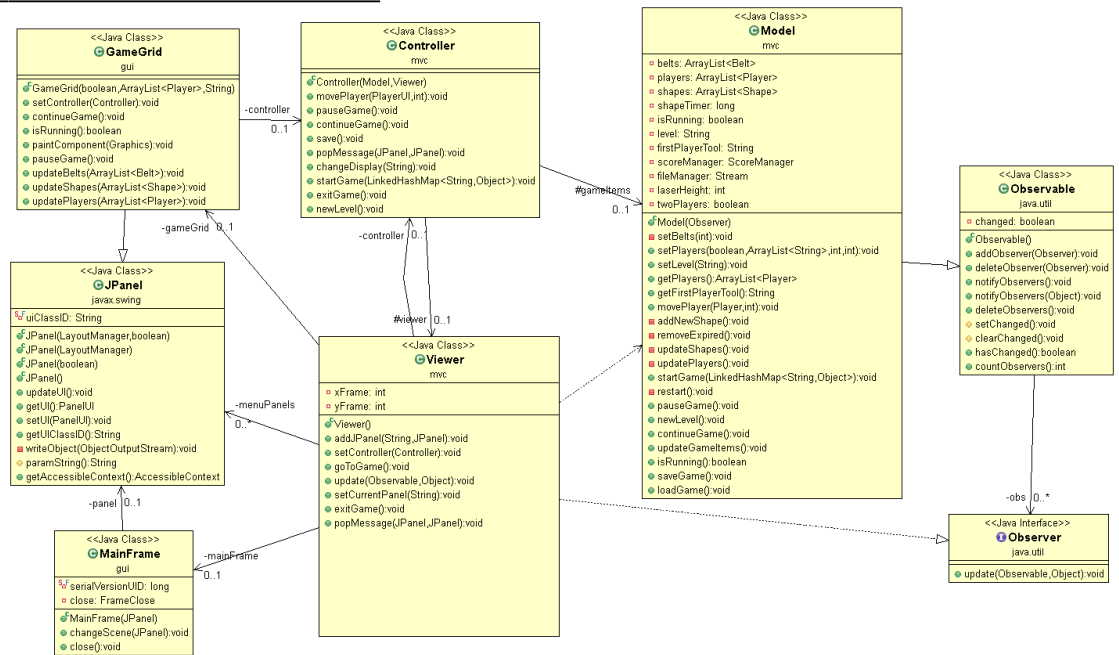 <<Java Class>>
GameGrid
gui
GameGrid(boolean,ArrayList<Player>,String)
setController(Controller):void
continueGame():void
isRunning():boolean
paintComponent(Graphics):void
pauseGame():void
updateBelts(ArrayList<Belt>):void
updateShapes(ArrayList<Shape>):void
updatePlayers(ArrayList<Player>):void
-controller
0..1
<<Java Class>>
Controller
mvc
Controller(Model,Viewer)
movePlayer(PlayerUI,int):void
pauseGame():void
continueGame():void
save():void
popMessage(JPanel,JPanel):void
changeDisplay(String):void
startGame(LinkedHashMap<String,Object>):void
exitGame():void
newLevel():void
#gameItems
0..1
<<Java Class>>
Model
mvc
belts: ArrayList<Belt>
players: ArrayList<Player>
shapes: ArrayList<Shape>
shapeTimer: long
isRunning: boolean
level: String
firstPlayerTool: String
scoreManager: ScoreManager
fileManager: Stream
laserHeight: int
twoPlayers: boolean
Model(Observer)
setBelts(int):void
setPlayers(boolean,ArrayList<String>,int,int):void
setLevel(String):void
getPlayers():ArrayList<Player>
getFirstPlayerTool():String
movePlayer(Player,int):void
addNewShape():void
removeExpired():void
updateShapes():void
updatePlayers():void
startGame(LinkedHashMap<String,Object>):void
restart():void
pauseGame():void
newLevel():void
continueGame():void
updateGameItems():void
isRunning():boolean
saveGame():void
loadGame():void
<<Java Class>>
Observable
java.util
changed: boolean
Observable()
addObserver(Observer):void
deleteObserver(Observer):void
notifyObservers():void
notifyObservers(Object):void
deleteObservers():void
setChanged():void
clearChanged():void
hasChanged():boolean
countObservers():int
-obs 0..*
<<Java Interface>>
Observer
java.util
update(Observable,Object):void
-gameGrid 0..1
-controller 0..1
#viewer 0..1
<<Java Class>>
JPanel
javax.swing
uiClassID: String
JPanel(LayoutManager,boolean)
JPanel(LayoutManager)
JPanel(boolean)
JPanel()
updateUI():void
getUI():PanelUI
setUI(PanelUI):void
getUIClassID():String
writeObject(ObjectOutputStream):void
paramString():String
getAccessibleContext():AccessibleContext
-menuPanels
0..*
<<Java Class>>
Viewer
mvc
xFrame: int
yFrame: int
Viewer()
addJPanel(String,JPanel):void
setController(Controller):void
goToGame():void
update(Observable,Object):void
setCurrentPanel(String):void
exitGame():void
popMessage(JPanel,JPanel):void
-panel 0..1
-mainFrame
0..1
<<Java Class>>
MainFrame
gui
serialVersionUID: long
close: FrameClose
MainFrame(JPanel)
changeScene(JPanel):void
close():void